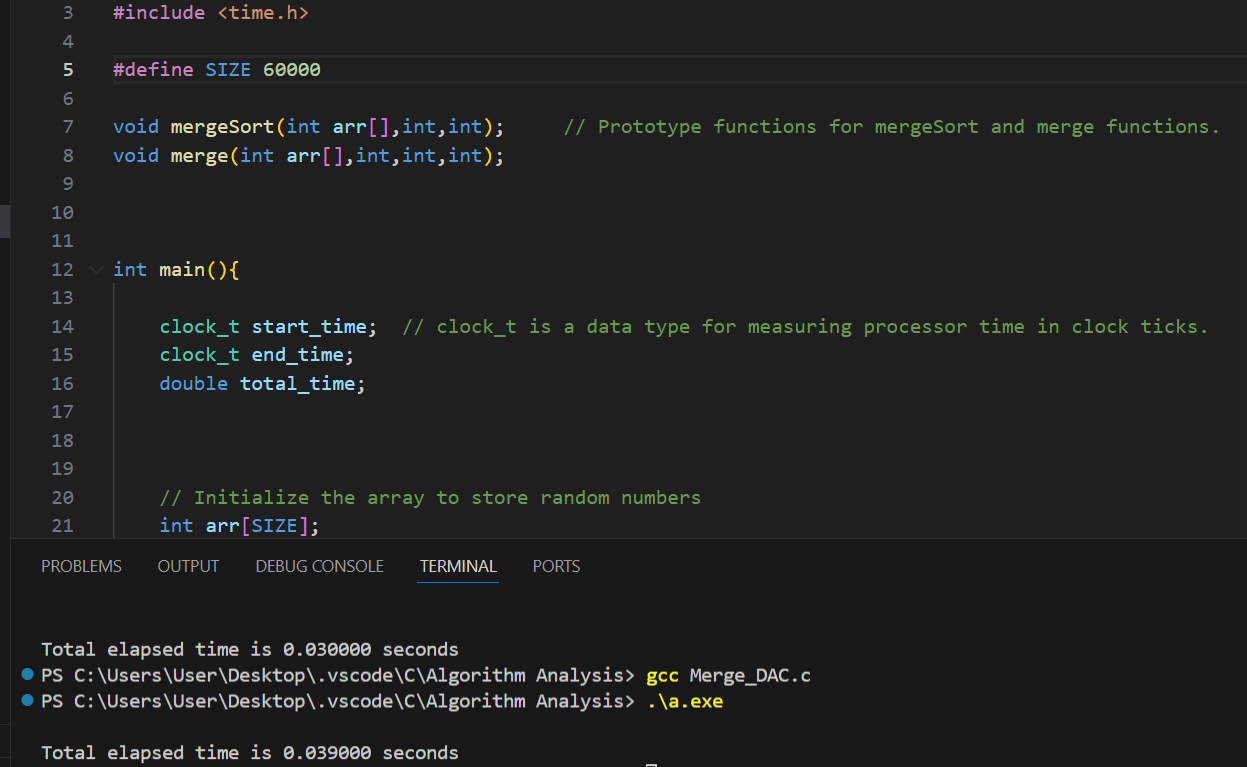 3 #include <time.h>
4
5 #define SIZE 60000
6
7 void mergeSort(int arr[],int,int); // Prototype functions for mergeSort and merge functions.
8 void merge(int arr[],int,int,int);
9
10
11
12 int main(){
13
14 clock_t start_time; // clock_t is a data type for measuring processor time in clock ticks.
15 clock_t end_time;
16 double total_time;
17
18
19
20 // Initialize the array to store random numbers
21 int arr[SIZE];
PROBLEMS OUTPUT DEBUG CONSOLE TERMINAL PORTS
Total elapsed time is 0.030000 seconds
PS C:\Users\User\Desktop\.vscode\C\Algorithm Analysis> gcc Merge_DAC.c
PS C:\Users\User\Desktop\.vscode\C\Algorithm Analysis> .\a.exe
Total elapsed time is 0.039000 seconds